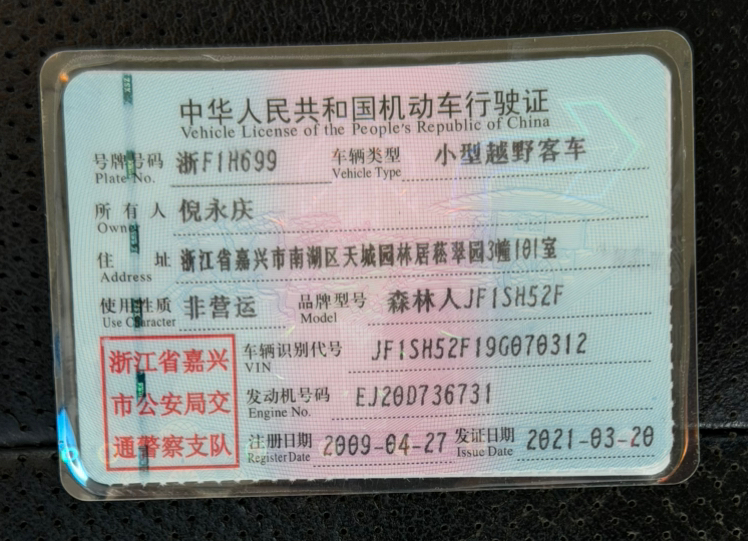 中华人民共和国机动车行驶证
Vehicle License of the People's Republic of China
号牌号码 浙F1H699 车辆类型 小型越野客车
Plate No. Vehicle Type
所有人 倪永庆
Owner
住址 浙江省嘉兴市南湖区天城园林居菘翠园3幢101室
Address
使用性质 非营运 品牌型号 森林人JF1SH52F
Use Character Model
浙江省嘉兴 车辆识别代号 JF1SH52F19G070312
VIN
市公安局交 发动机号码 EJ20D736731
Engine No.
通警察支队 注册日期 2009-04-27 发证日期 2021-03-20
Register Date Issue Date